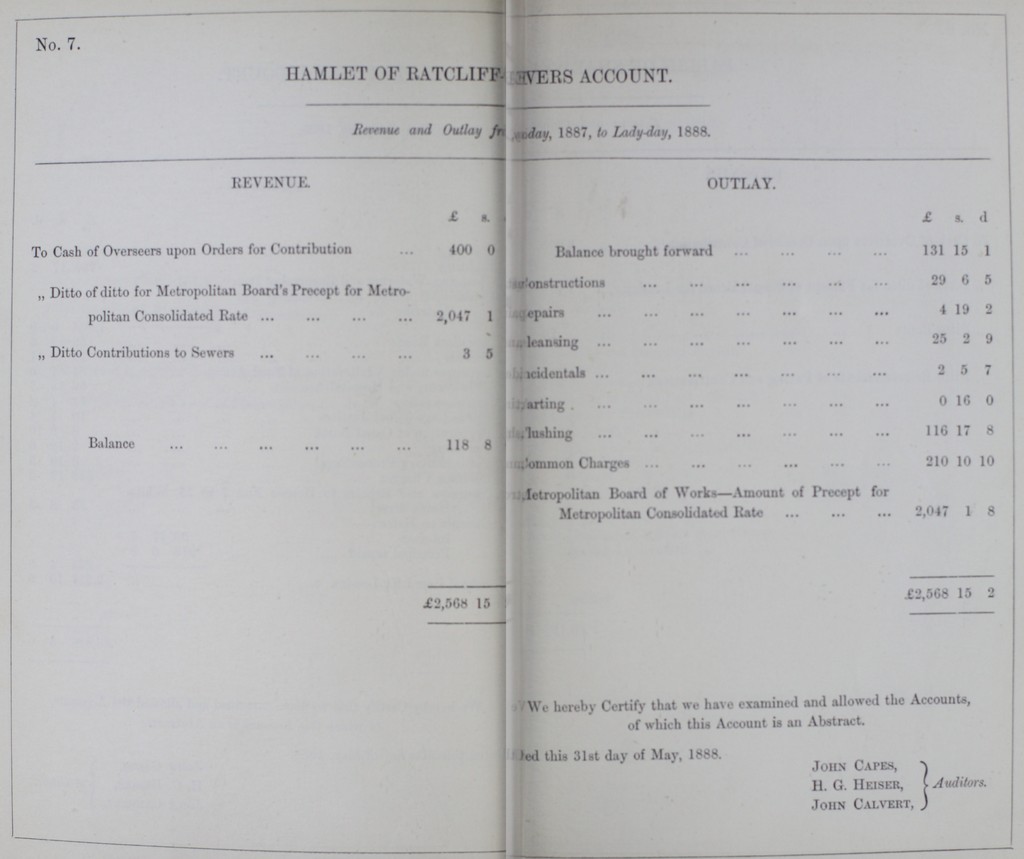 No. 7.
HAMLET OF RATCLIFF- WERS ACCOUNT.
Revenue and Outlay day, 1887, to Lady-day, 1888.
REVENUE.
£ s.
To Cash of Overseers upon Orders for Contribution ... 400 0
„ Ditto of ditto for Metropolitan Board's Precept for Metro-
politan Consolidated Rate ... ... ... ... 2,047 1
„ Ditto Contributions to Sewers ... ... ... ... 3 5
Balance ... ... ... ... ... ... 118 8
£2,568 15
OUTLAY.
£ s. d
Balance brought forward ... ... ... ... 131 15 1
onstructions ... ... ... ... ... ... 29 6 5
epairs ... ... ... ... ... ... ... 4 19 2
leansing ... ... ... ... ... ... ... 25 2 9
cidentals ... ... ... ... ... ... ... 2 5 7
arting . ... ... ... ... ... ... ... 0 16 0
lushing ... ... ... ... ... ... ... 116 17 8
ommon Charges ... ... ... ... ... ... 210 10 10
Metropolitan Board of Works—Amount of Precept for
Metropolitan Consolidated Rate ... ... ... 2,047 1 8
£2,568 15 2
We hereby Certify that we have examined and allowed the Accounts,
of which this Account is an Abstract.
ed this 31st day of May, 1888.
JOHN CAPES,
H. G. HEISER, } Auditors.
JOHN CALVERT,